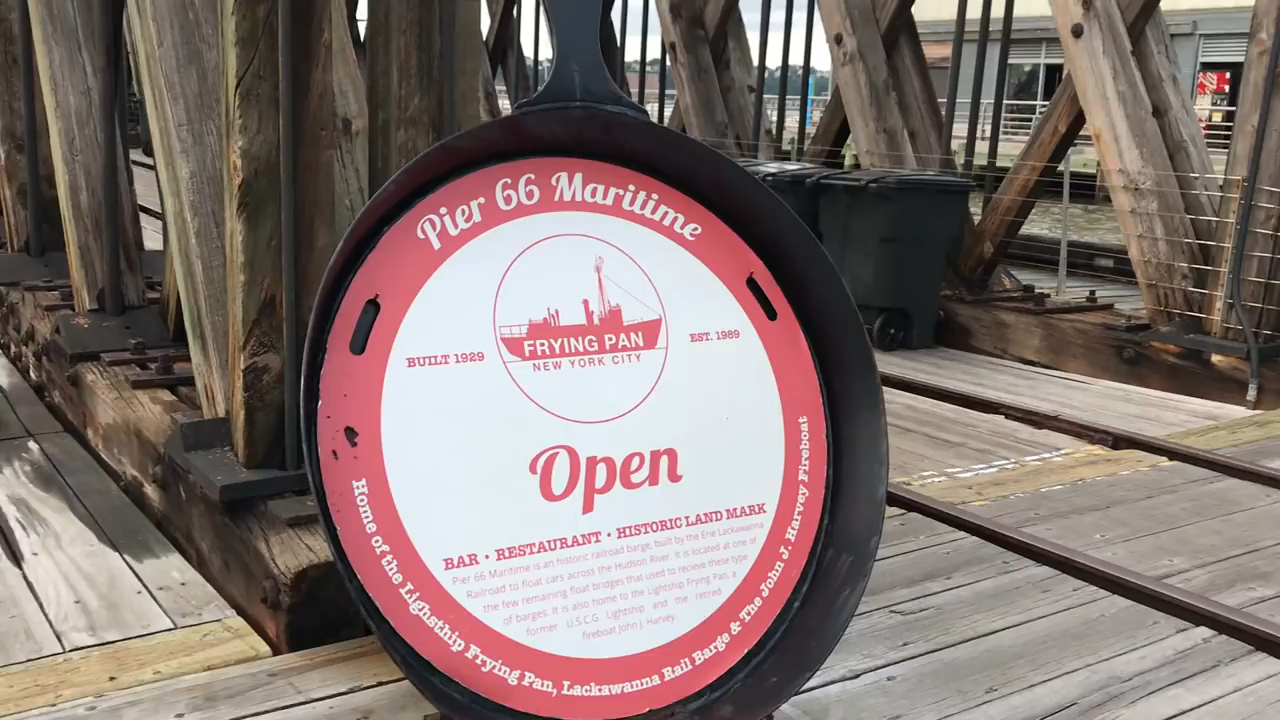 Pier 66 Maritime
BUILT 1929
EST. 1989
FRYING PAN
NEW YORK CITY
Open
BAR • RESTAURANT • HISTORIC LAND MARK
Pier 66 Maritime is an historic railroad barge, built by the Erie Lackawanna
Railroad to float cars across the Hudson River. It is located at one of
the few remaining float bridges that used to recieve these type
of barges. It is also home to the Lightship Frying Pan, a
former U.S.C.G Lightship and the retired
fireboat John J. Harvey.
Home of the Lighsthip Frying Pan, Lackawanna Rail Barge & The John J. Harvey Fireboat